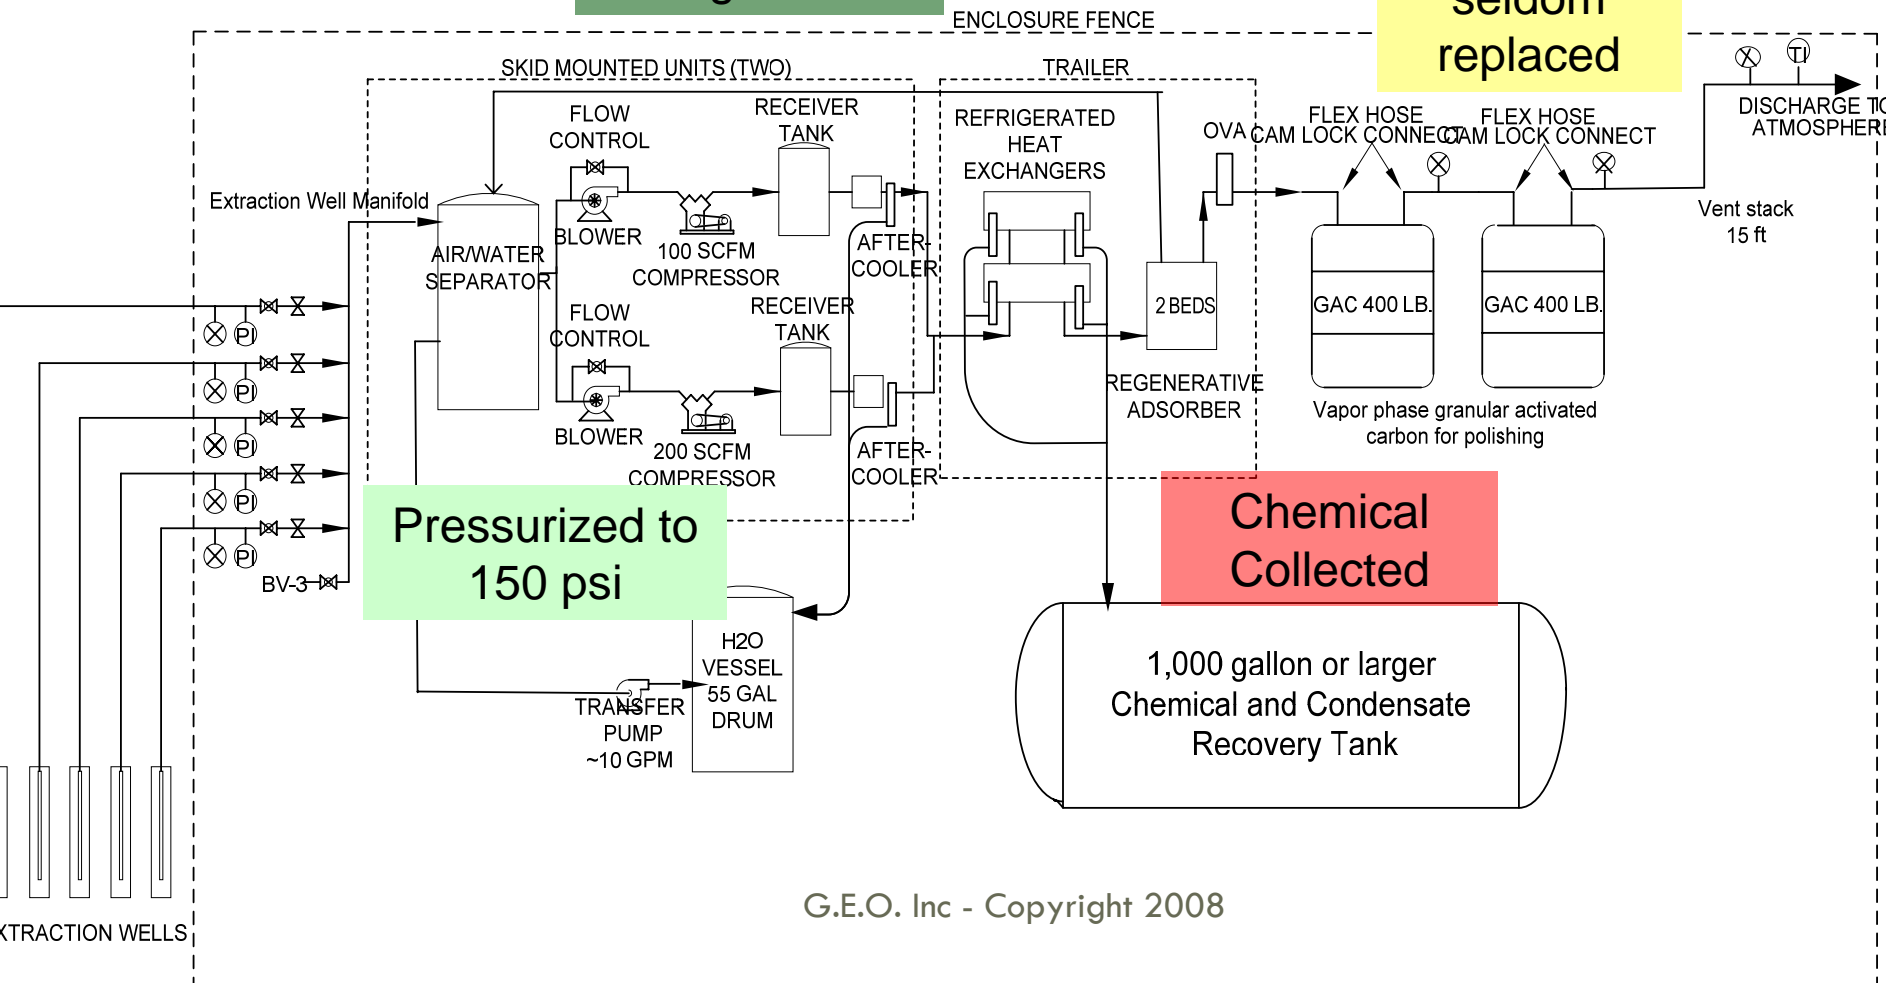 ENCLOSURE FENCE
seldom
replaced
SKID MOUNTED UNITS (TWO)
TRAILER
X
TI
DISCHARGE TO
ATMOSPHERE
FLOW
CONTROL
RECEIVER
TANK
REFRIGERATED
HEAT
EXCHANGERS
OVA
FLEX HOSE
CAM LOCK CONNECT
FLEX HOSE
CAM LOCK CONNECT
X
X
Extraction Well Manifold
AIR/WATER
SEPARATOR
BLOWER
100 SCFM
COMPRESSOR
AFTER-
COOLER
Vent stack
15 ft
FLOW
CONTROL
RECEIVER
TANK
2 BEDS
GAC 400 LB.
GAC 400 LB.
X PI
X PI
X PI
X PI
X PI
BLOWER
200 SCFM
COMPRESSOR
AFTER-
COOLER
REGENERATIVE
ADSORBER
Vapor phase granular activated
carbon for polishing
Pressurized to
150 psi
Chemical
Collected
BV-3
H2O
VESSEL
55 GAL
DRUM
TRANSFER
PUMP
~10 GPM
1,000 gallon or larger
Chemical and Condensate
Recovery Tank
G.E.O. Inc - Copyright 2008
XTRACTION WELLS